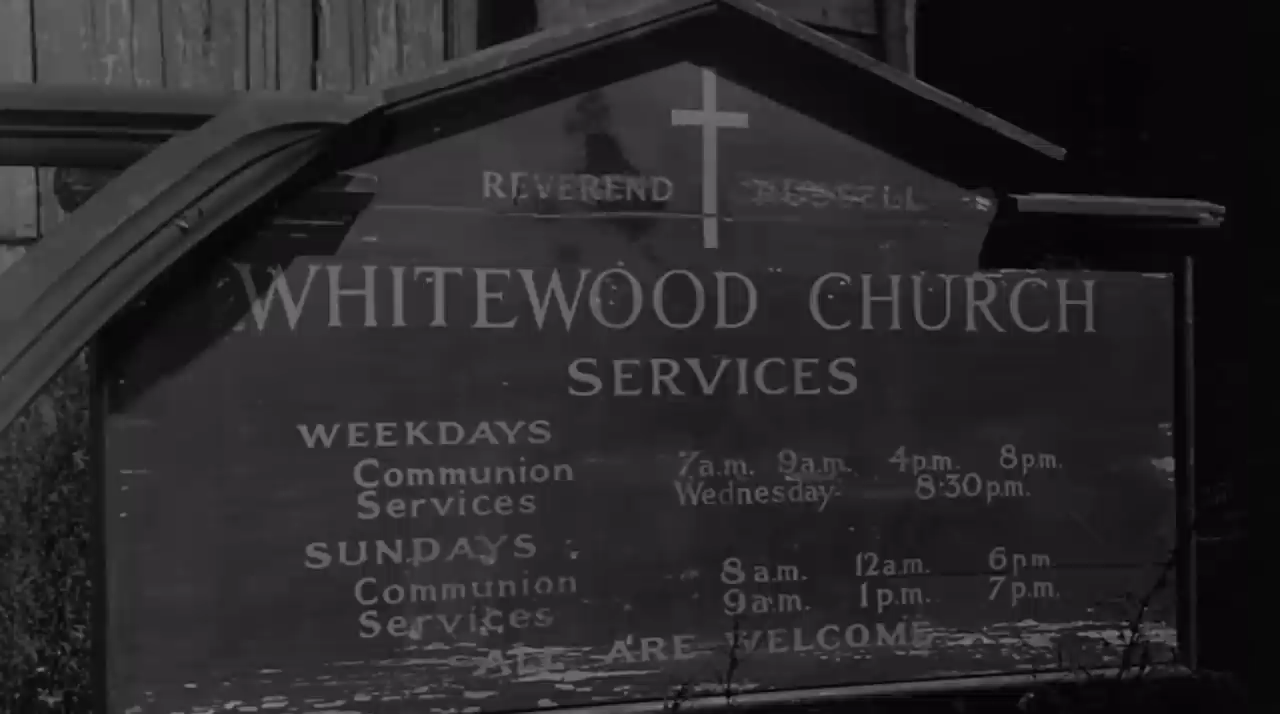 REVEREND
WHITEWOOD CHURCH
SERVICES
WEEKDAYS
Communion 7a.m. 9a.m. 4p.m. 8p.m.
Services Wednesday 8.30p.m.
SUNDAYS
Communion 8a.m. 12a.m. 6p.m.
Services 9a.m. 1p.m. 7p.m.
ALL ARE WELCOME